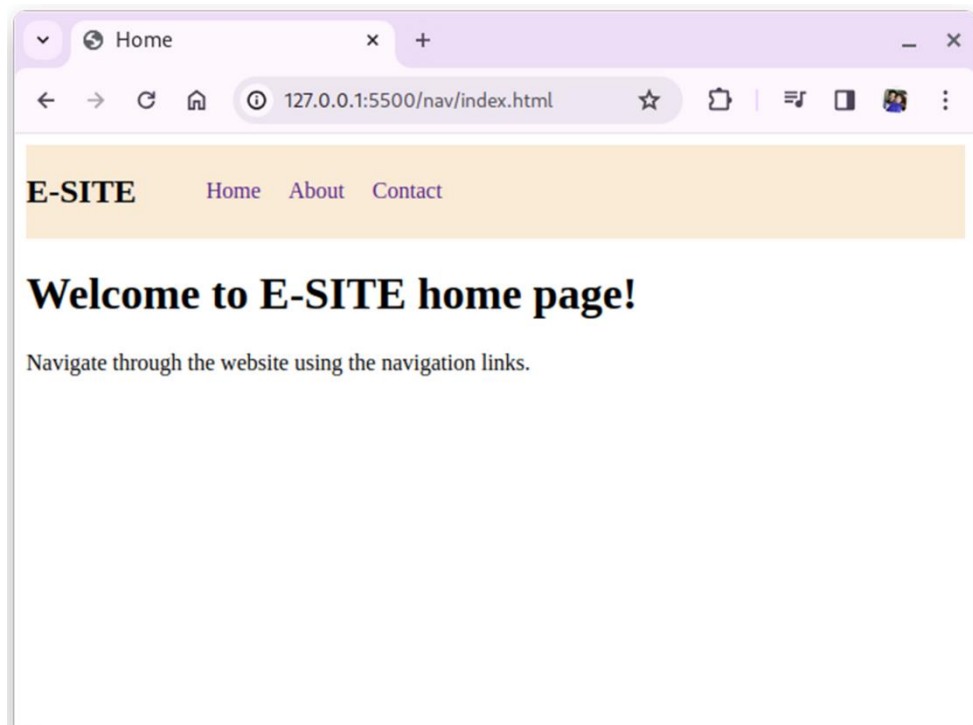 Home
127.0.0.1:5500/nav/index.html
E-SITE Home About Contact
Welcome to E-SITE home page!
Navigate through the website using the navigation links.